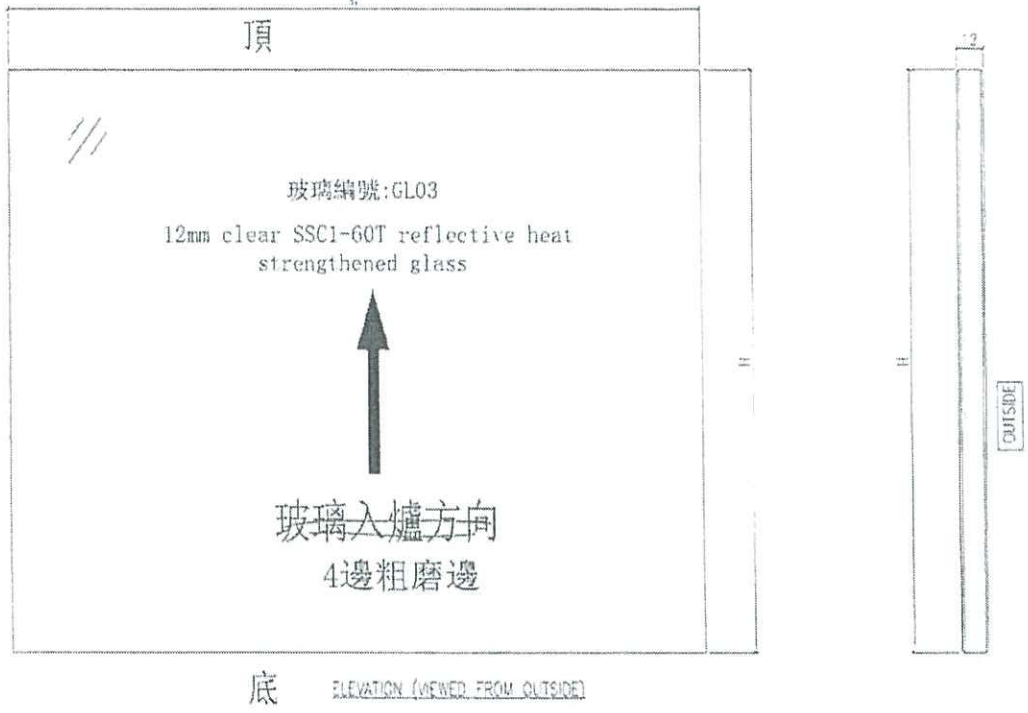 頂
12
玻璃編號:GL03
12mm clear SSC1-60T reflective heat
strengthened glass
H
H
OUTSIDE
玻璃入爐方向
4邊粗磨邊
底
ELEVATION (VIEWED FROM OUTSIDE)